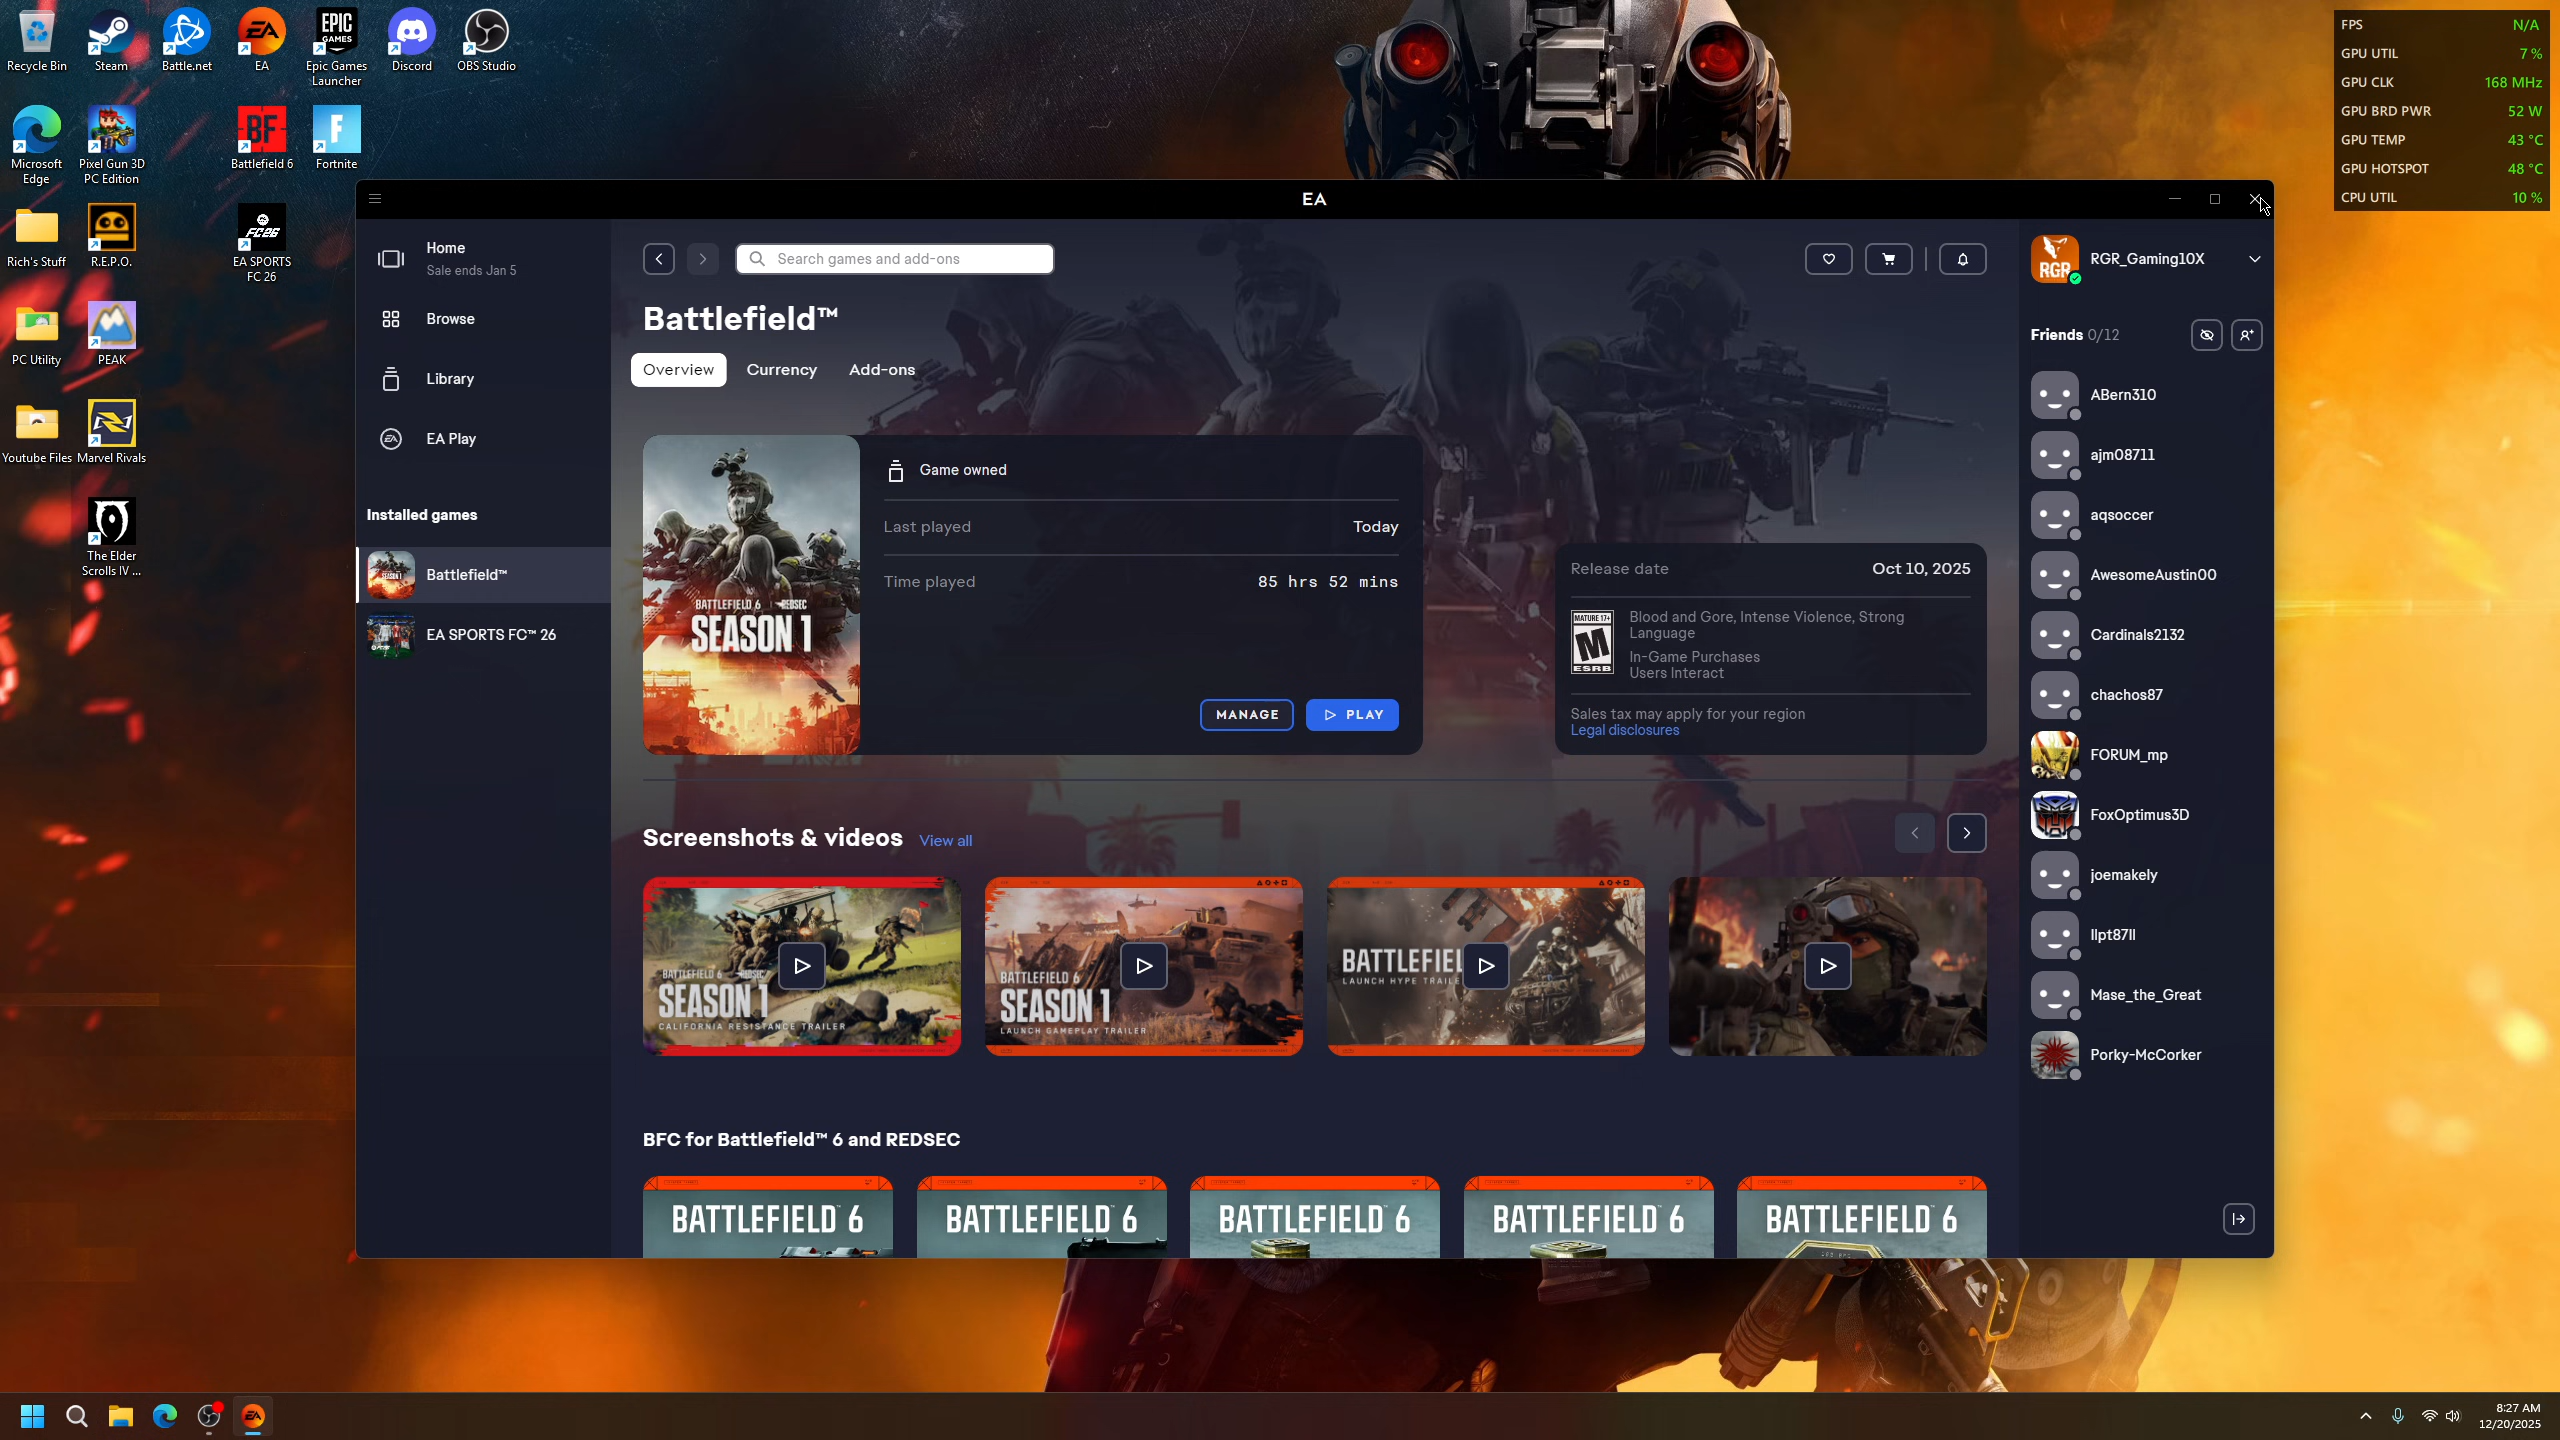 Recycle Bin
Steam
Battle.net
EA
Epic Games
Launcher
Discord
OBS Studio
Microsoft
Edge
Pixel Gun 3D
PC Edition
Battlefield 6
Fortnite
Rich's Stuff
R.E.P.O.
EA SPORTS
FC 26
PC Utility
PEAK
Youtube Files
Marvel Rivals
The Elder
Scrolls IV ...
FPS N/A
GPU UTIL 7 %
GPU CLK 168 MHz
GPU BRD PWR 52 W
GPU TEMP 43 °C
GPU HOTSPOT 48 °C
CPU UTIL 10 %
EA
Home
Sale ends Jan 5
Browse
Library
EA Play
Installed games
Battlefield™
EA SPORTS FC™ 26
Search games and add-ons
Battlefield™
Overview
Currency
Add-ons
BATTLEFIELD 6 REDSEC
SEASON 1
Game owned
Last played Today
Time played 85 hrs 52 mins
MANAGE
PLAY
Release date Oct 10, 2025
MATURE 17+
M
ESRB
Blood and Gore, Intense Violence, Strong
Language
In-Game Purchases
Users Interact
Sales tax may apply for your region
Legal disclosures
Screenshots & videos
View all
BATTLEFIELD 6 REDSEC
SEASON 1
CALIFORNIA RESISTANCE TRAILER
BATTLEFIELD 6
SEASON 1
LAUNCH GAMEPLAY TRAILER
BATTLEFIEL
LAUNCH HYPE TRAILE
BFC for Battlefield™ 6 and REDSEC
BATTLEFIELD 6
BATTLEFIELD 6
BATTLEFIELD 6
BATTLEFIELD 6
BATTLEFIELD 6
RGR
RGR_Gaming10X
Friends 0/12
ABern310
ajm08711
aqsoccer
AwesomeAustin00
Cardinals2132
chachos87
FORUM_mp
FoxOptimus3D
joemakely
llpt87ll
Mase_the_Great
Porky-McCorker
8:27 AM
12/20/2025